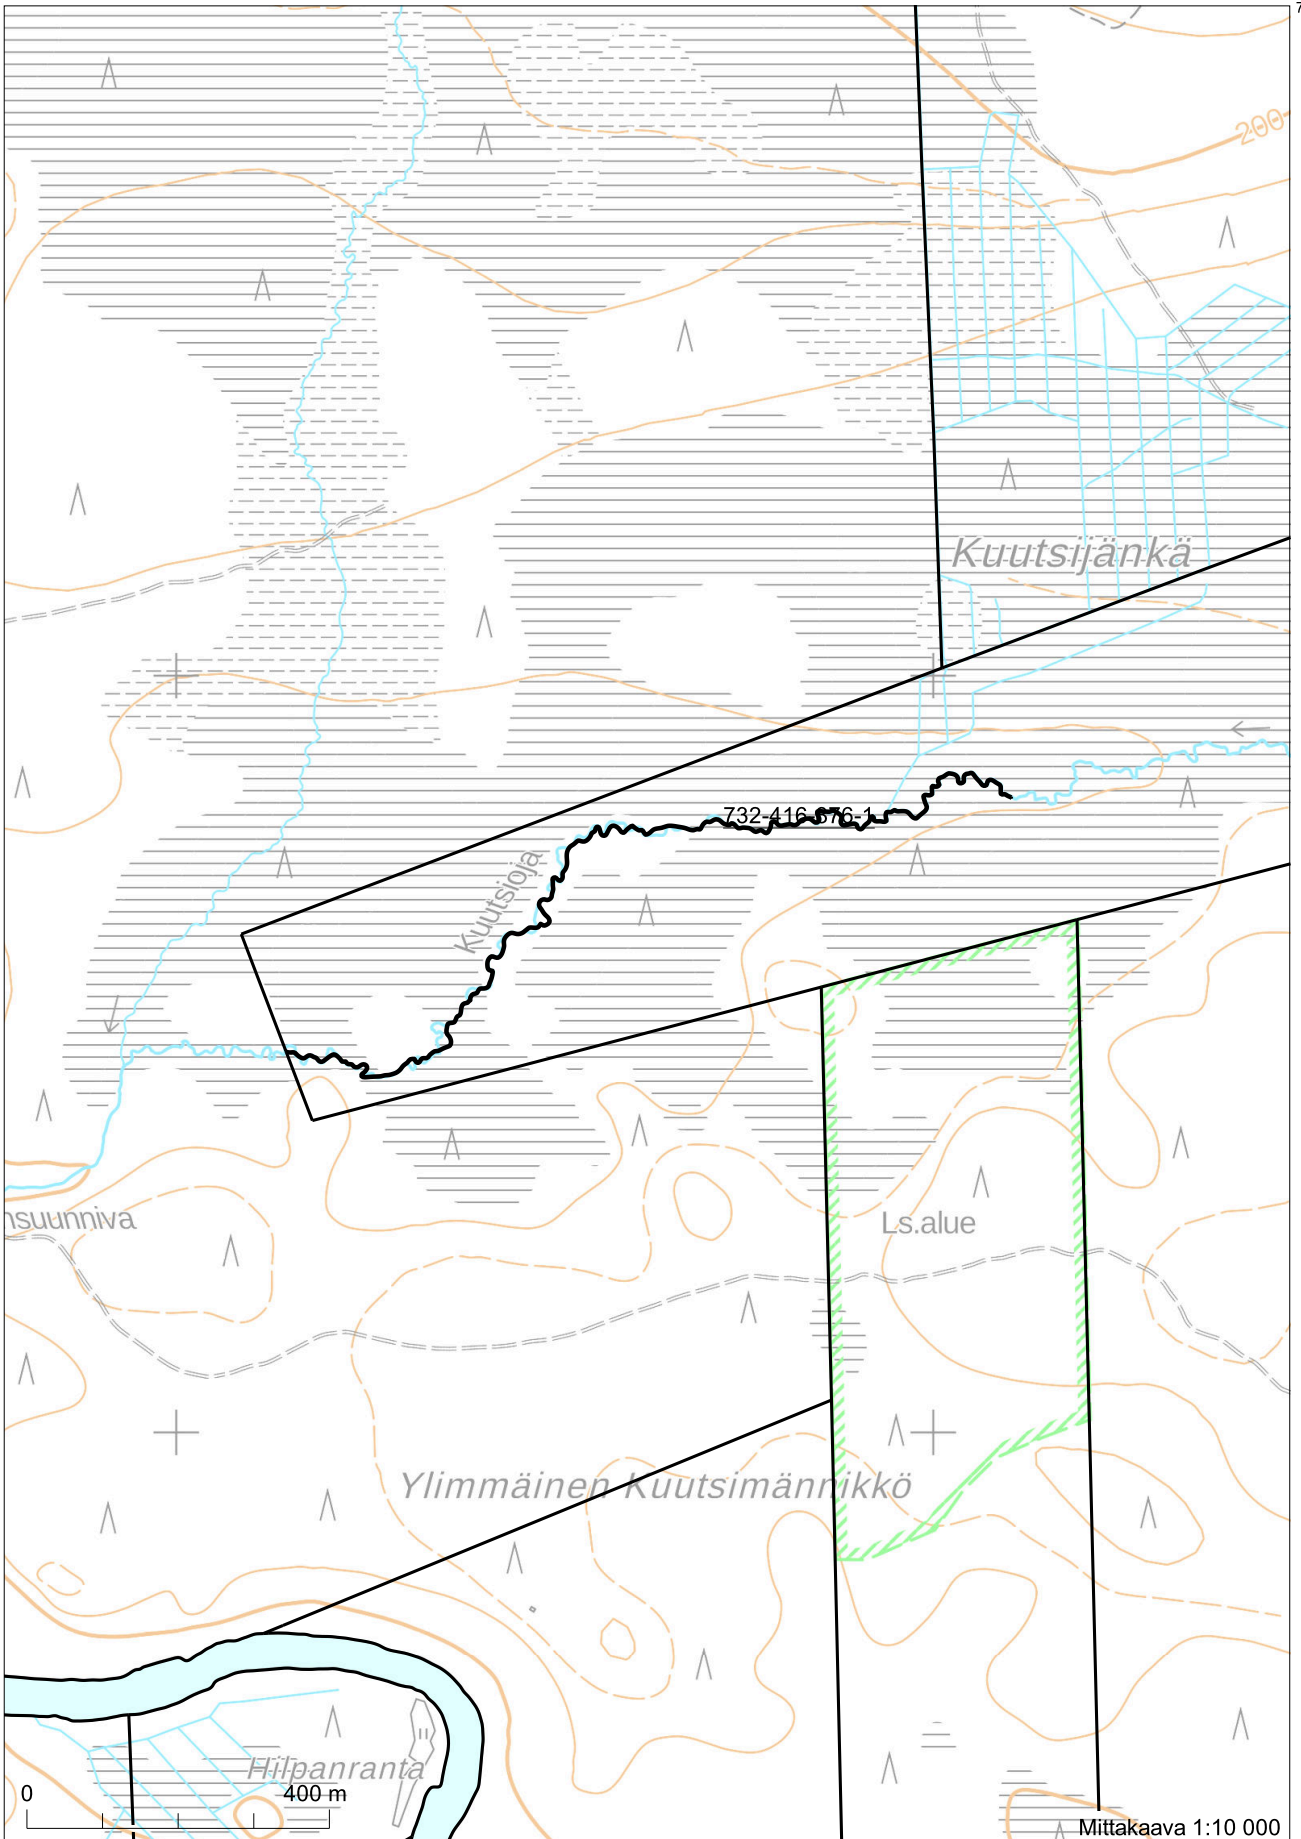 7
200
Kuutsijänkä
732-416-876-1
Kuutsioja
nsuunniva
Ls.alue
Ylimmäinen Kuutsimännikkö
Hilpanranta
0
400 m
Mittakaava 1:10 000